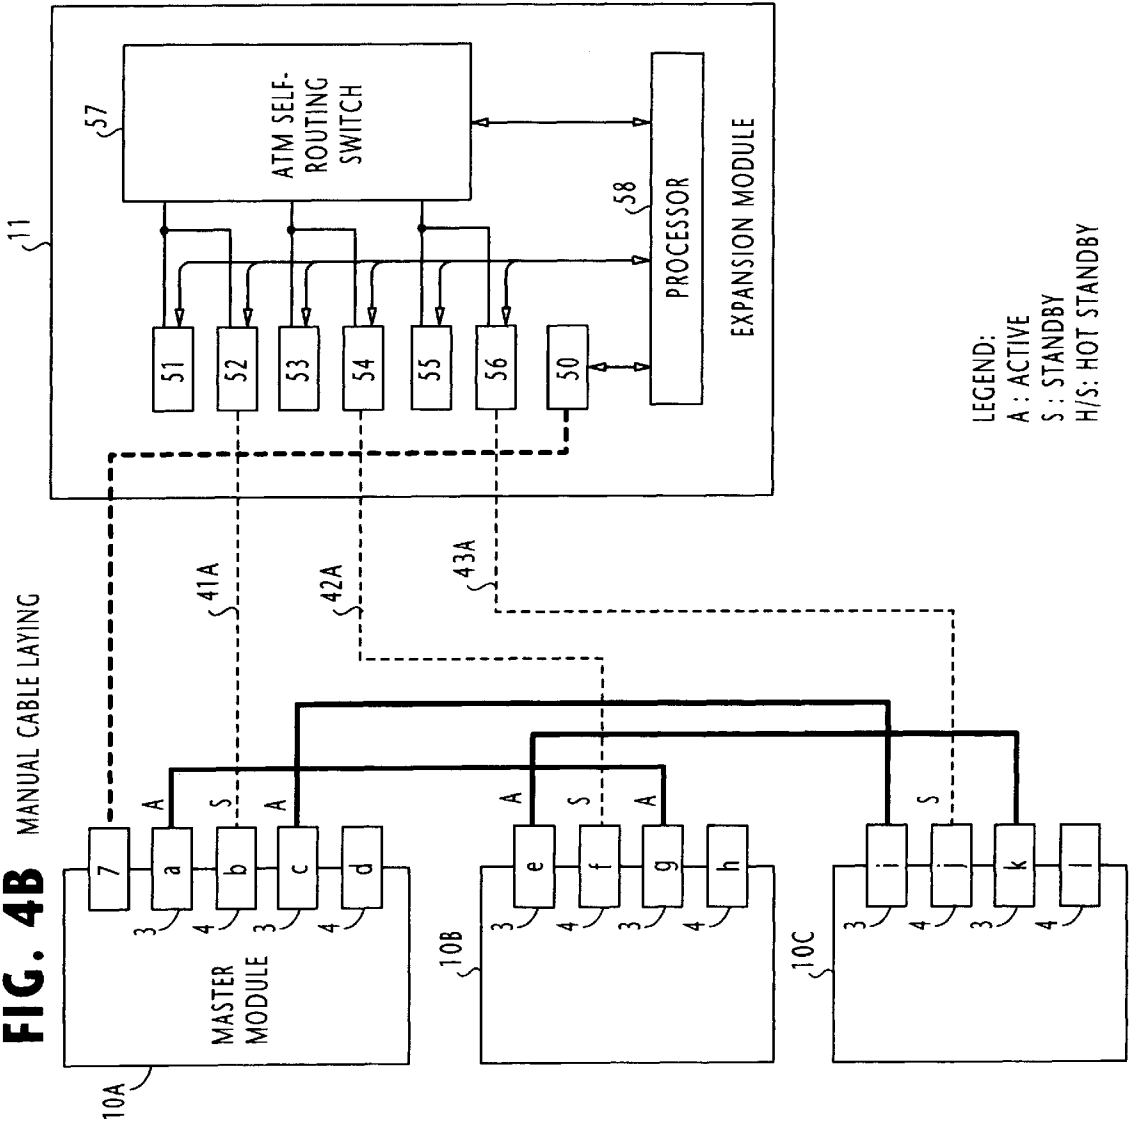 FIG. 4B MANUAL CABLE LAYING
11
57
ATM SELF-
ROUTING
SWITCH
58
PROCESSOR
EXPANSION MODULE
51
52
53
54
55
56
50
41A
42A
43A
A
S
A
A
S
A
S
7
a
b
c
d
e
f
g
h
i
j
k
l
3
4
3
4
3
4
3
4
3
4
3
4
MASTER
MODULE
10A
10B
10C
LEGEND:
A : ACTIVE
S : STANDBY
H/S: HOT STANDBY